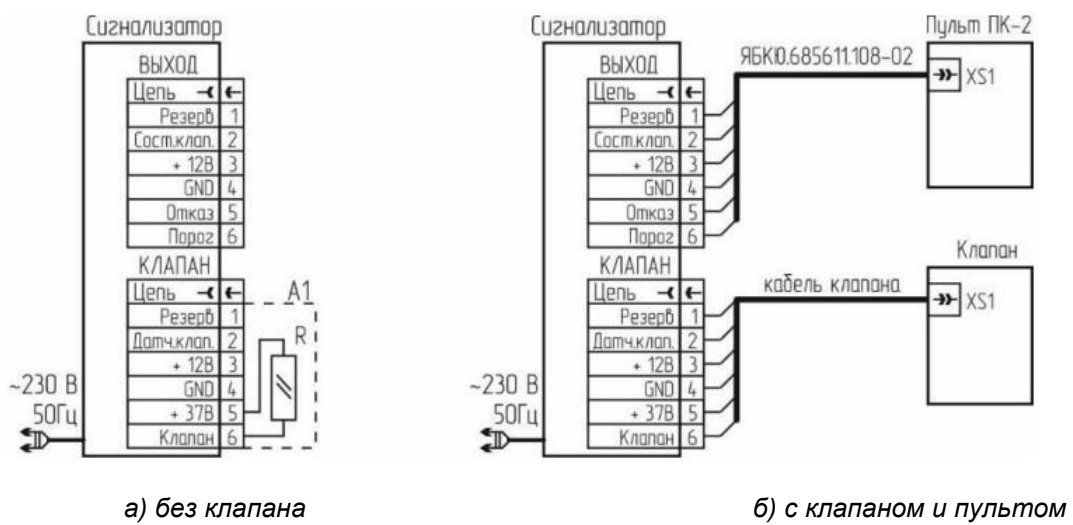 Сигнализатор
ВЫХОД
Цепь
Резерв 1
Сост.клап. 2
+ 12В 3
GND 4
Отказ 5
Порог 6
КЛАПАН
Цепь
Резерв 1
Датч.клап. 2
+ 12В 3
GND 4
+ 37В 5
Клапан 6
А1
R
~230 В
50Гц
а) без клапана
Сигнализатор
ВЫХОД
Цепь
Резерв 1
Сост.клап. 2
+ 12В 3
GND 4
Отказ 5
Порог 6
КЛАПАН
Цепь
Резерв 1
Датч.клап. 2
+ 12В 3
GND 4
+ 37В 5
Клапан 6
~230 В
50Гц
ЯБКЮ.685611.108-02
Пульт ПК-2
XS1
кабель клапана
Клапан
XS1
б) с клапаном и пультом